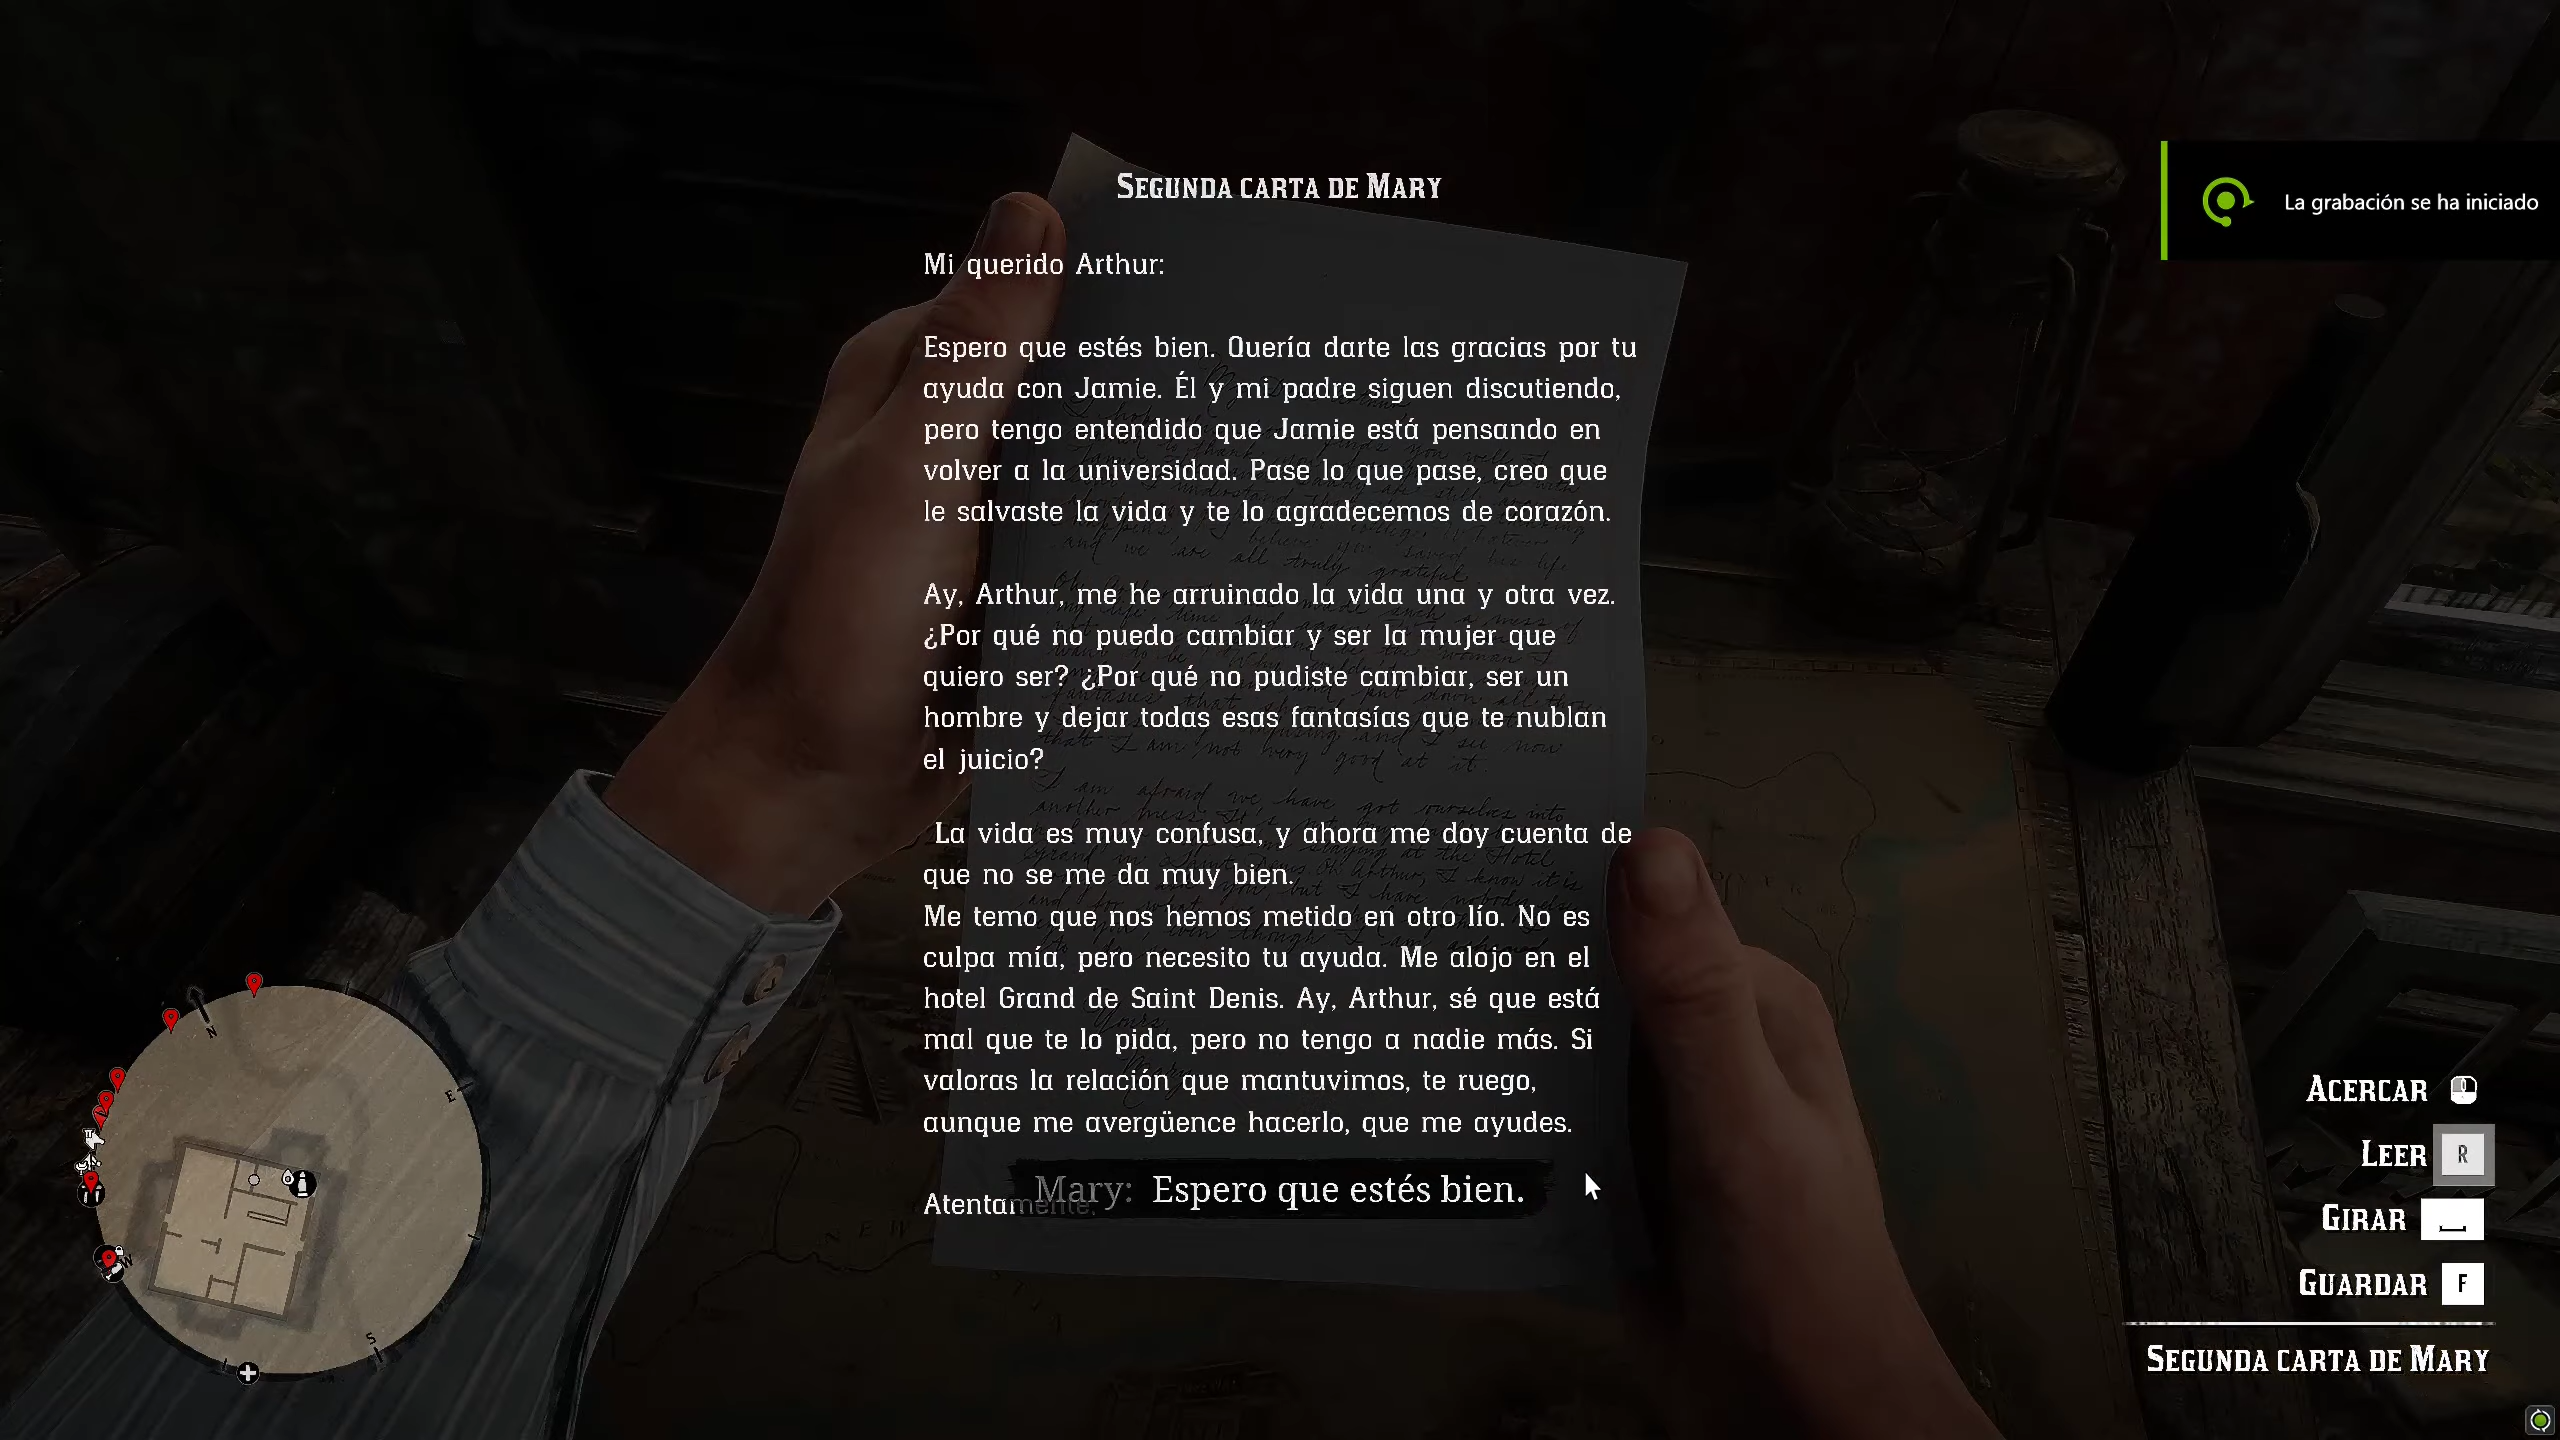 Segunda carta de Mary
La grabación se ha iniciado
Mi querido Arthur:
Espero que estés bien. Quería darte las gracias por tu
ayuda con Jamie. Él y mi padre siguen discutiendo,
pero tengo entendido que Jamie está pensando en
volver a la universidad. Pase lo que pase, creo que
le salvaste la vida y te lo agradecemos de corazón.
Ay, Arthur, me he arruinado la vida una y otra vez.
¿Por qué no puedo cambiar y ser la mujer que
quiero ser? ¿Por qué no pudiste cambiar, ser un
hombre y dejar todas esas fantasías que te nublan
el juicio?
La vida es muy confusa, y ahora me doy cuenta de
que no se me da muy bien.
Me temo que nos hemos metido en otro lío. No es
culpa mía, pero necesito tu ayuda. Me alojo en el
hotel Grand de Saint Denis. Ay, Arthur, sé que está
mal que te lo pida, pero no tengo a nadie más. Si
valoras la relación que mantuvimos, te ruego,
aunque me avergüence hacerlo, que me ayudes.
Atentamente,
Mary: Espero que estés bien.
N
E
S
W
Acercar
Leer R
Girar
Guardar F
Segunda carta de Mary